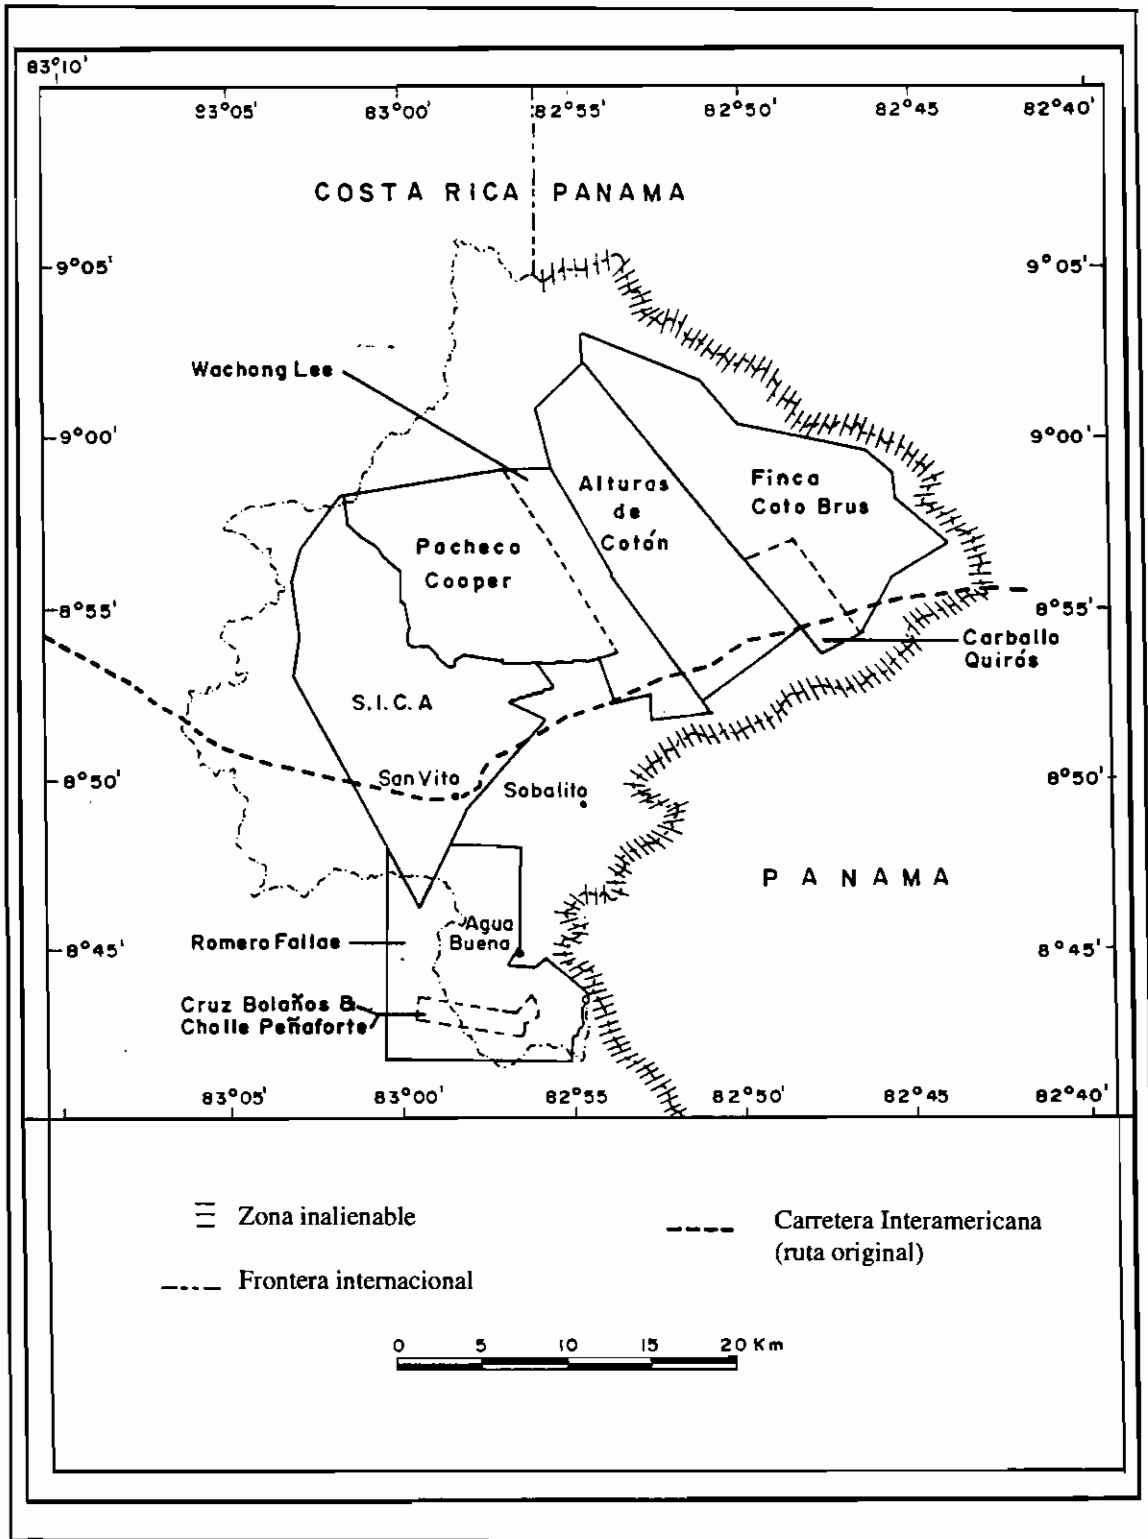 83°10'
83°05' 83°00' 82°55' 82°50' 82°45' 82°40'
COSTA RICA PANAMA
9°05' 9°05'
Wachong Lee
9°00' 9°00'
Alturas
de
Cotón
Finca
Coto Brus
Pacheco
Cooper
8°55' 8°55'
Carballo
Quirós
S.I.C.A
San Vito
8°50' 8°50'
Sabalito
PANAMA
Agua
Buena
Romero Fallas
8°45' 8°45'
Cruz Bolaños &
Challe Peñaforte
83°05' 83°00' 82°55' 82°50' 82°45' 82°40'
Zona inalienable
Carretera Interamericana
(ruta original)
Frontera internacional
0 5 10 15 20 Km